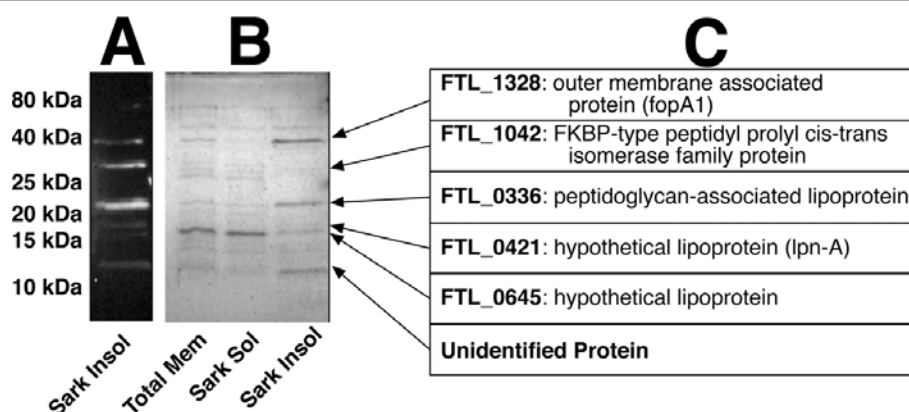 A
B
C
80 kDa
40 kDa
25 kDa
20 kDa
15 kDa
10 kDa
Sark Insol
Total Mem
Sark Sol
Sark Insol
FTL_1328: outer membrane associated
protein (fopA1)
FTL_1042: FKBP-type peptidyl prolyl cis-trans
isomerase family protein
FTL_0336: peptidoglycan-associated lipoprotein
FTL_0421: hypothetical lipoprotein (lpn-A)
FTL_0645: hypothetical lipoprotein
Unidentified Protein